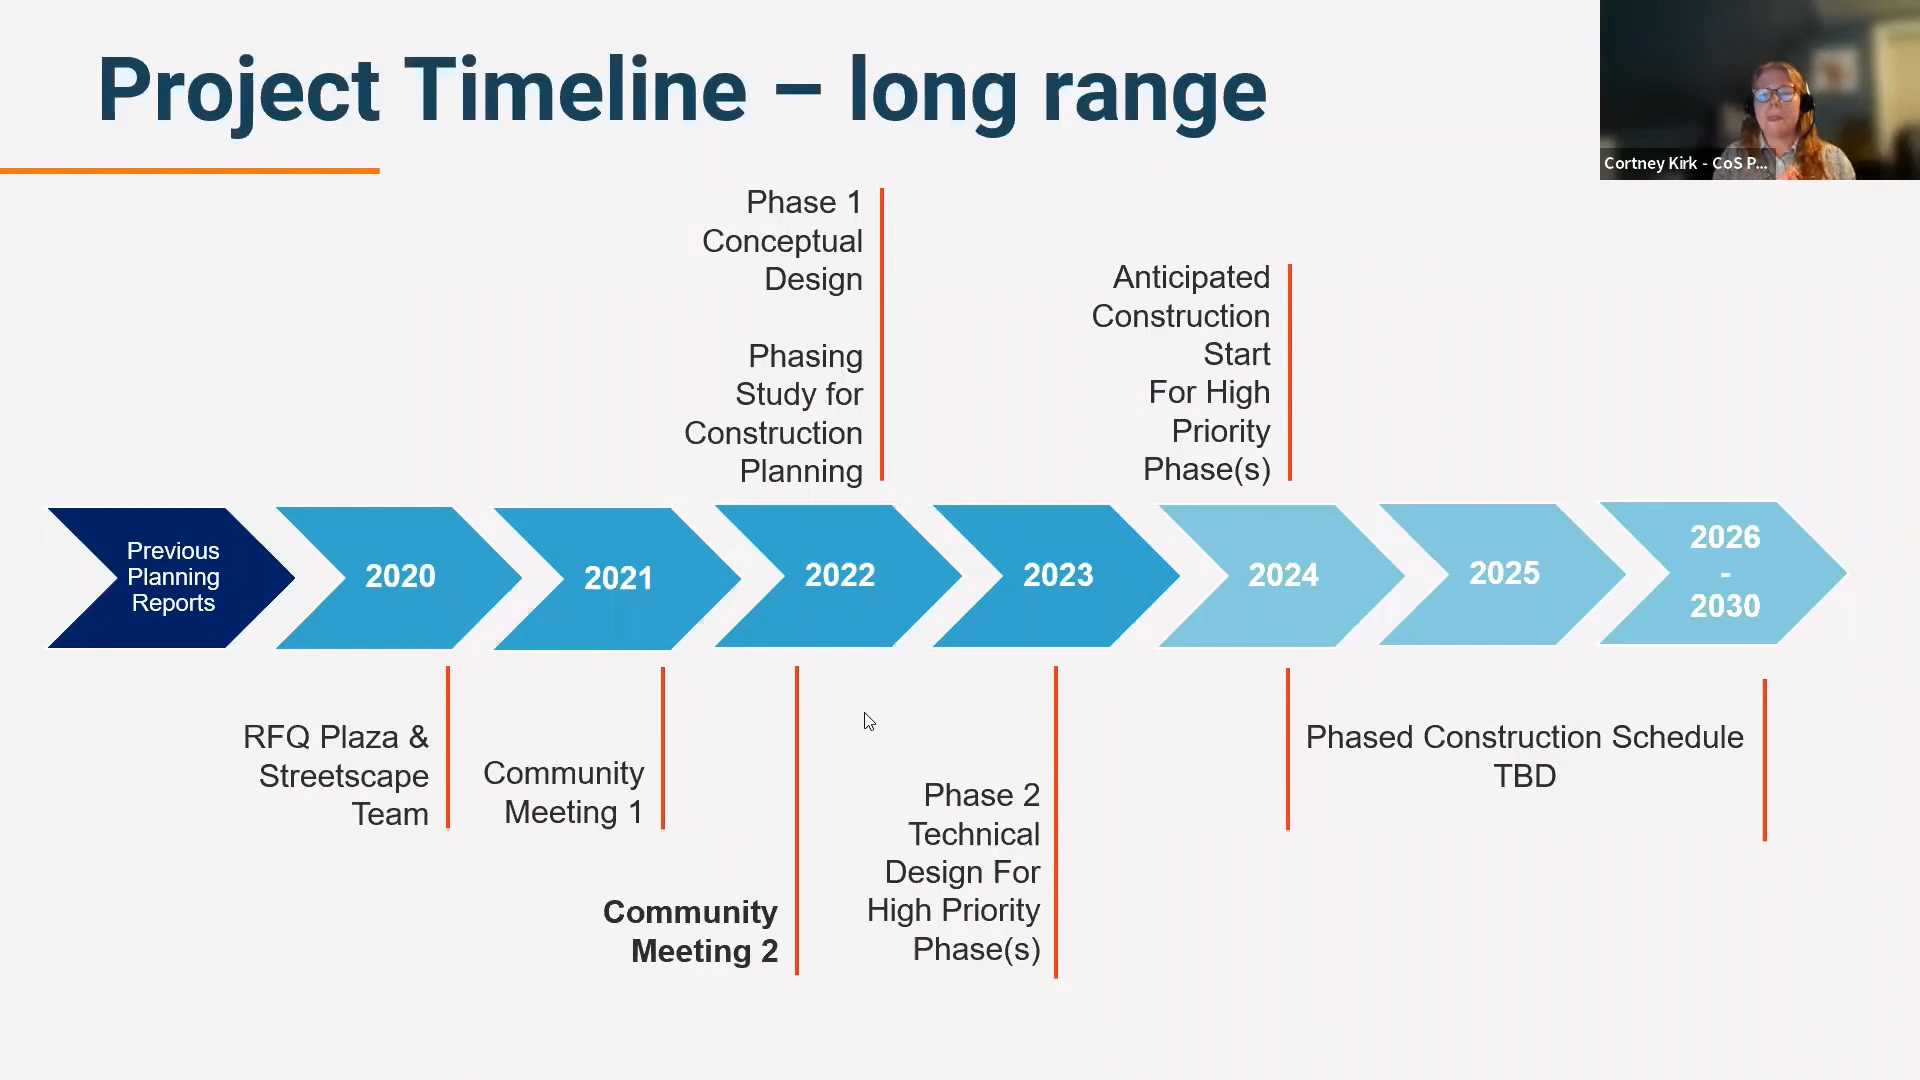 Project Timeline – long range
Cortney Kirk - CoS P...
Phase 1
Conceptual
Design
Phasing
Study for
Construction
Planning
Anticipated
Construction
Start
For High
Priority
Phase(s)
Previous
Planning
Reports
2020
2021
2022
2023
2024
2025
2026
-
2030
RFQ Plaza &
Streetscape
Team
Community
Meeting 1
Community
Meeting 2
Phase 2
Technical
Design For
High Priority
Phase(s)
Phased Construction Schedule
TBD